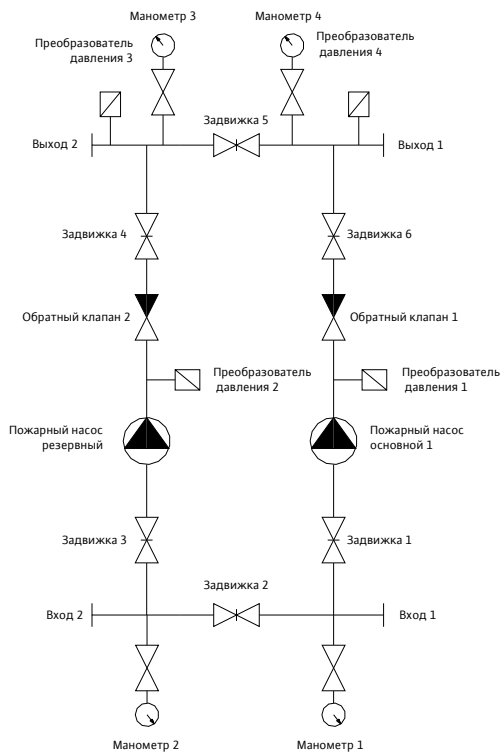 Манометр 3
Манометр 4
Преобразователь
давления 3
Преобразователь
давления 4
Задвижка 5
Выход 2
Выход 1
Задвижка 4
Задвижка 6
Обратный клапан 2
Обратный клапан 1
Преобразователь
давления 2
Преобразователь
давления 1
Пожарный насос
резервный
Пожарный насос
основной 1
Задвижка 3
Задвижка 1
Задвижка 2
Вход 2
Вход 1
Манометр 2
Манометр 1